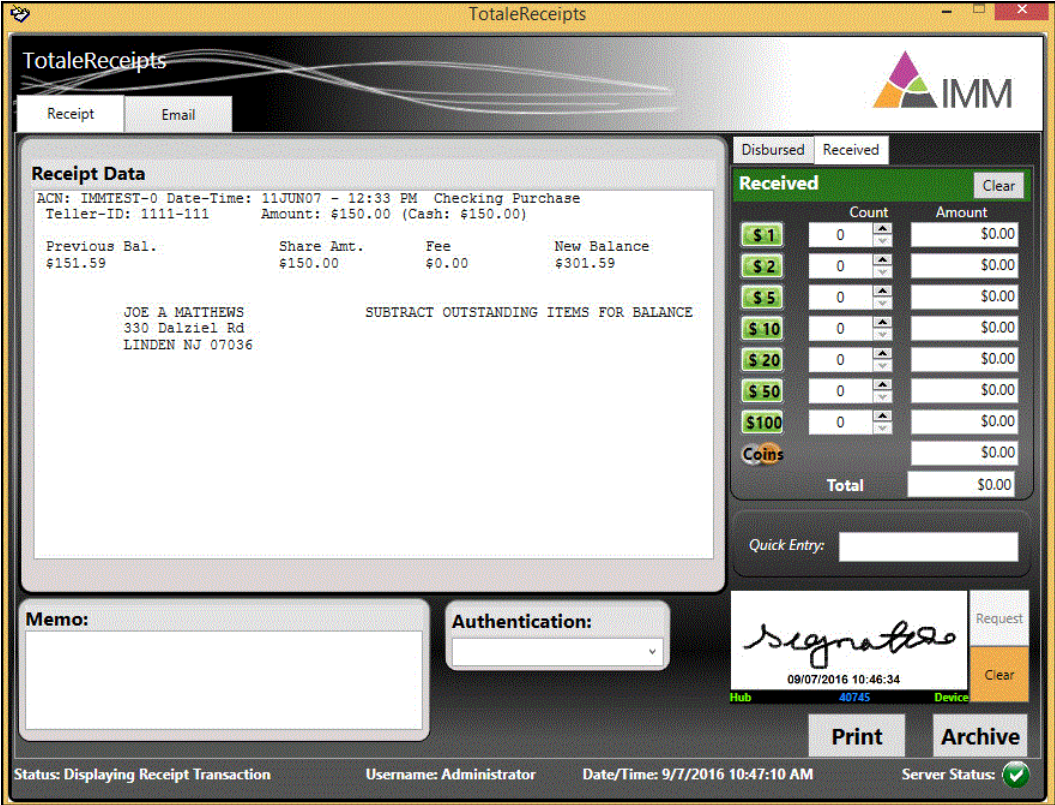 TotaleReceipts
TotaleReceipts
IMM
Receipt Email
Receipt Data
ACN: IMMTEST-0 Date-Time: 11JUN07 - 12:33 PM Checking Purchase
Teller-ID: 1111-111 Amount: $150.00 (Cash: $150.00)
Previous Bal. Share Amt. Fee New Balance
$151.59 $150.00 $0.00 $301.59
JOE A MATTHEWS SUBTRACT OUTSTANDING ITEMS FOR BALANCE
330 Dalziel Rd
LINDEN NJ 07036
Disbursed Received
Received Clear
Count Amount
$ 1 0 $0.00
$ 2 0 $0.00
$ 5 0 $0.00
$ 10 0 $0.00
$ 20 0 $0.00
$ 50 0 $0.00
$100 0 $0.00
Coins $0.00
Total $0.00
Quick Entry:
Memo:
Authentication:
Request
09/07/2016 10:46:34
Clear
Hub 40745 Device
Print Archive
Status: Displaying Receipt Transaction Username: Administrator Date/Time: 9/7/2016 10:47:10 AM Server Status: